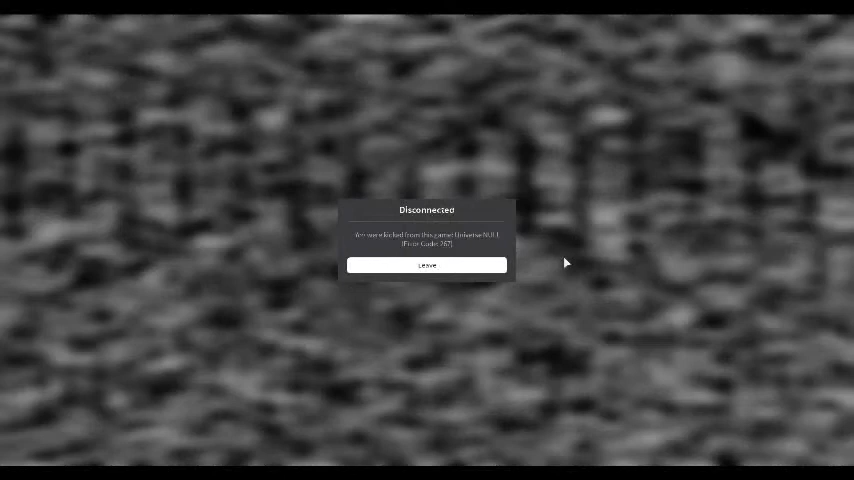 Disconnected
You were kicked from this game: Universe NULL
(Error Code: 267)
Leave